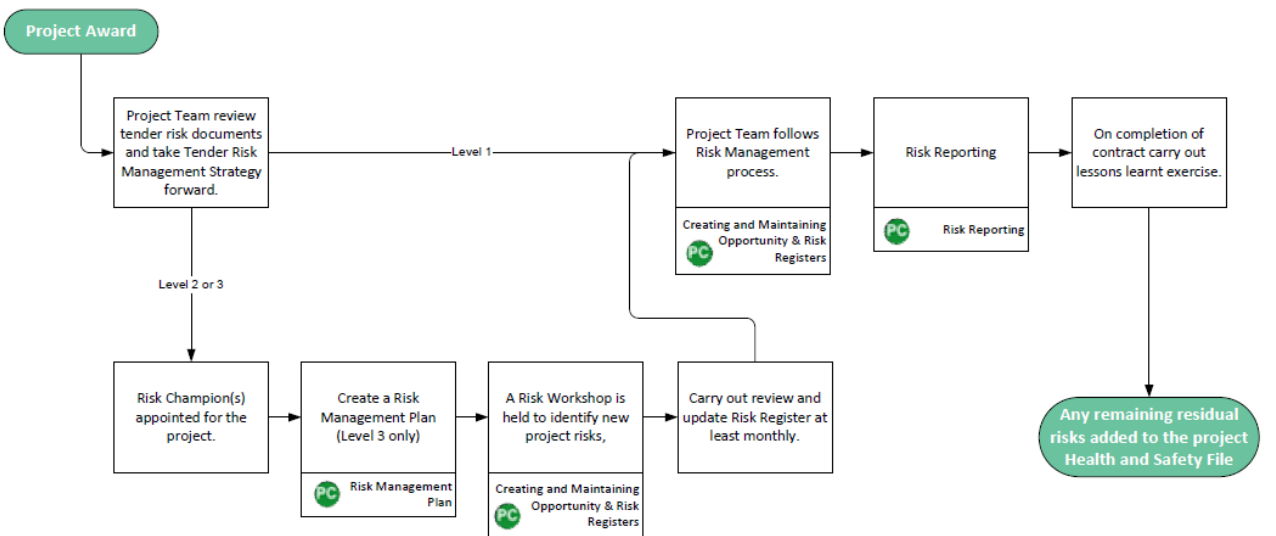 Project Award
Project Team review
tender risk documents
and take Tender Risk
Management Strategy
forward.
Level 1
Project Team follows
Risk Management
process.
Creating and Maintaining
Opportunity & Risk
Registers
PC
Risk Reporting
PC
Risk Reporting
On completion of
contract carry out
lessons learnt exercise.
Level 2 or 3
Risk Champion(s)
appointed for the
project.
Create a Risk
Management Plan
(Level 3 only)
PC
Risk Management
Plan
A Risk Workshop is
held to identify new
project risks,
Creating and Maintaining
Opportunity & Risk
Registers
PC
Carry out review and
update Risk Register at
least monthly.
Any remaining residual
risks added to the project
Health and Safety File